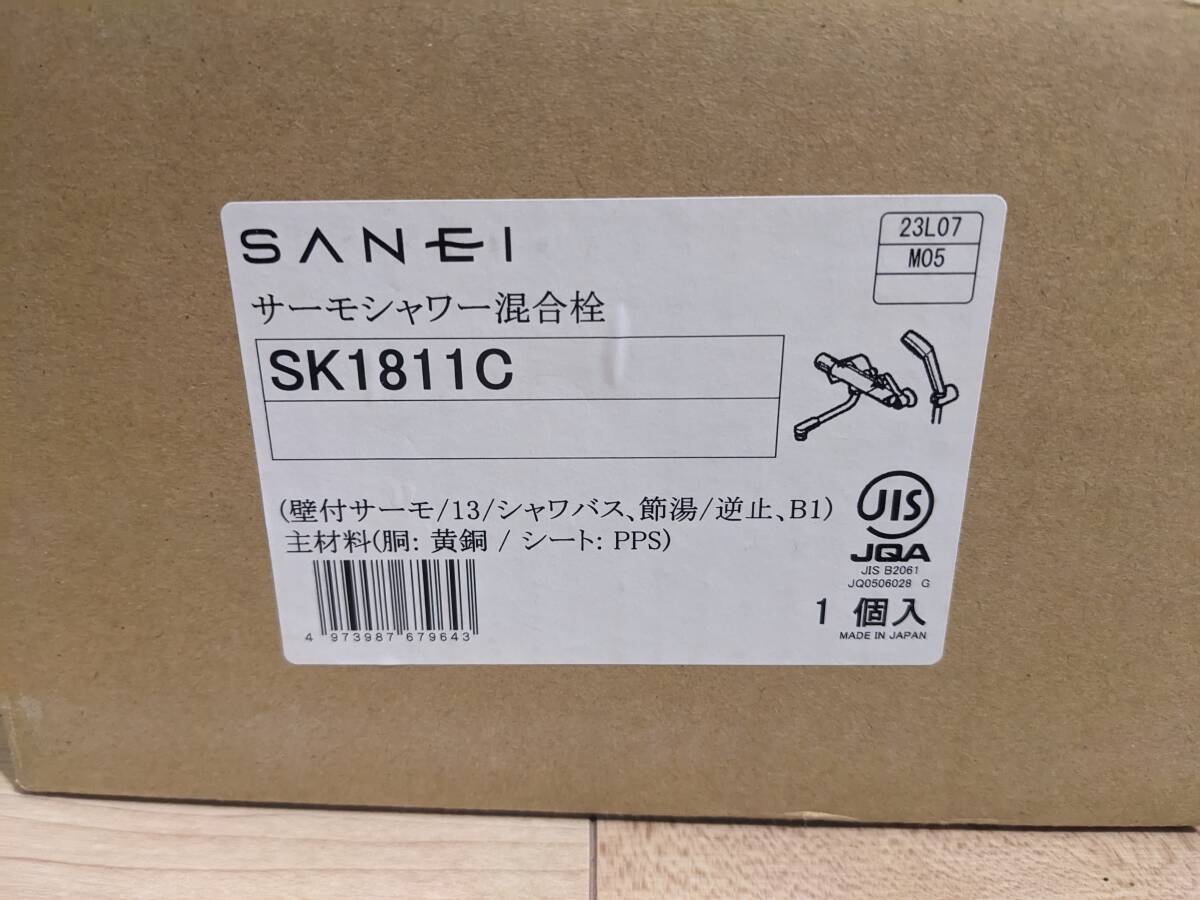 SANEI
23L07
M05
サーモシャワー混合栓
SK1811C
(壁付サーモ/13/シャワバス、節湯/逆止、B1)
主材料(胴: 黄銅 / シート: PPS)
JIS
JQA
JIS B2061
JQ0506028 G
4 973987 679643
1 個入
MADE IN JAPAN